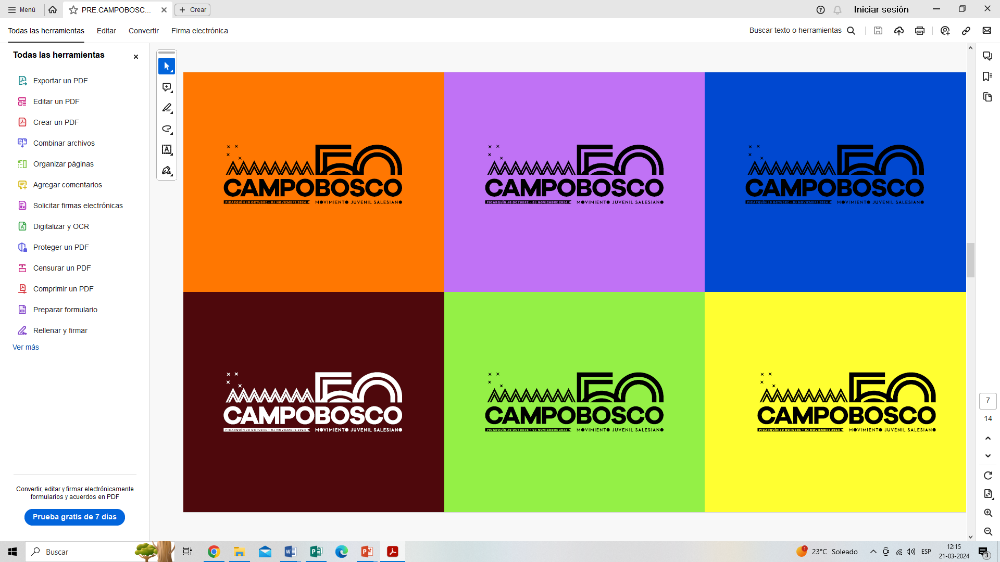 Menú
PRE.CAMPOBOSC...
Crear
Iniciar sesión
Todas las herramientas
Editar
Convertir
Firma electrónica
Buscar texto o herramientas
Todas las herramientas
Exportar un PDF
Editar un PDF
Crear un PDF
Combinar archivos
Organizar páginas
Agregar comentarios
Solicitar firmas electrónicas
Digitalizar y OCR
Proteger un PDF
Censurar un PDF
Comprimir un PDF
Preparar formulario
Rellenar y firmar
Ver más
Convertir, editar y firmar electrónicamente
formularios y acuerdos en PDF
Prueba gratis de 7 días
50
CAMPOBOSCO
PICARQUÍN 30 OCTUBRE - 03 NOVIEMBRE 2024 MOVIMIENTO JUVENIL SALESIANO
50
CAMPOBOSCO
PICARQUÍN 30 OCTUBRE - 03 NOVIEMBRE 2024 MOVIMIENTO JUVENIL SALESIANO
50
CAMPOBOSCO
PICARQUÍN 30 OCTUBRE - 03 NOVIEMBRE 2024 MOVIMIENTO JUVENIL SALESIANO
50
CAMPOBOSCO
PICARQUÍN 30 OCTUBRE - 03 NOVIEMBRE 2024 MOVIMIENTO JUVENIL SALESIANO
50
CAMPOBOSCO
PICARQUÍN 30 OCTUBRE - 03 NOVIEMBRE 2024 MOVIMIENTO JUVENIL SALESIANO
50
CAMPOBOSCO
PICARQUÍN 30 OCTUBRE - 03 NOVIEMBRE 2024 MOVIMIENTO JUVENIL SALESIANO
7
14
Buscar
1
23°C Soleado
ESP
12:15
21-03-2024
3